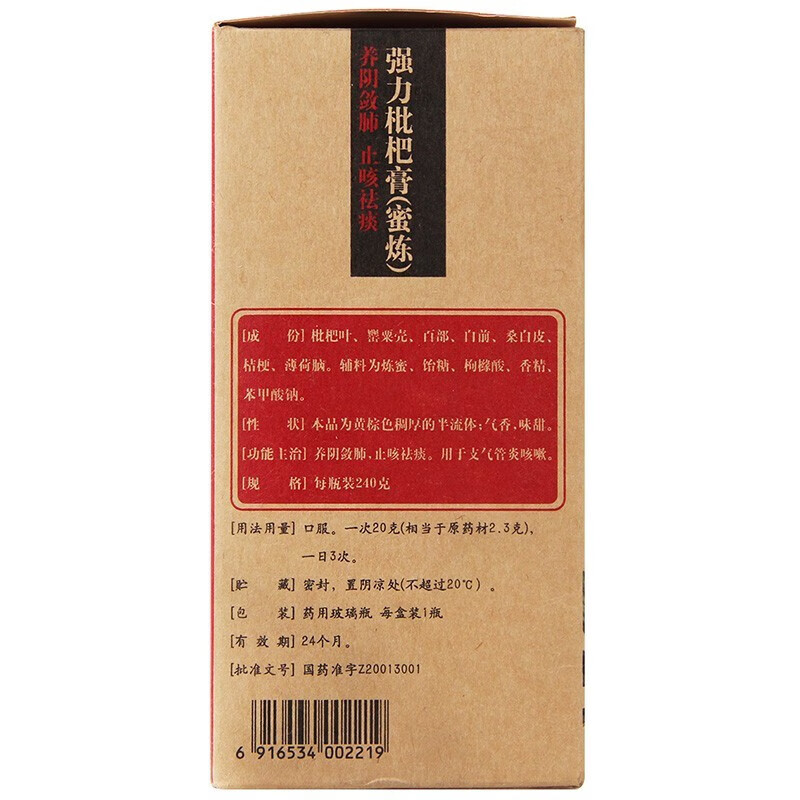 强力枇杷膏(蜜炼)
养阴敛肺 止咳祛痰
[成 份] 枇杷叶、罂粟壳、百部、白前、桑白皮、
桔梗、薄荷脑。辅料为炼蜜、饴糖、枸橼酸、香精、
苯甲酸钠。
[性 状] 本品为黄棕色稠厚的半流体；气香，味甜。
[功能主治] 养阴敛肺，止咳祛痰。用于支气管炎咳嗽。
[规 格] 每瓶装240克
[用法用量] 口服。一次20克(相当于原药材2.3克)，
一日3次。
[贮 藏] 密封，置阴凉处(不超过20℃)。
[包 装] 药用玻璃瓶 每盒装1瓶
[有 效 期] 24个月。
[批准文号] 国药准字Z20013001
6 916534 002219